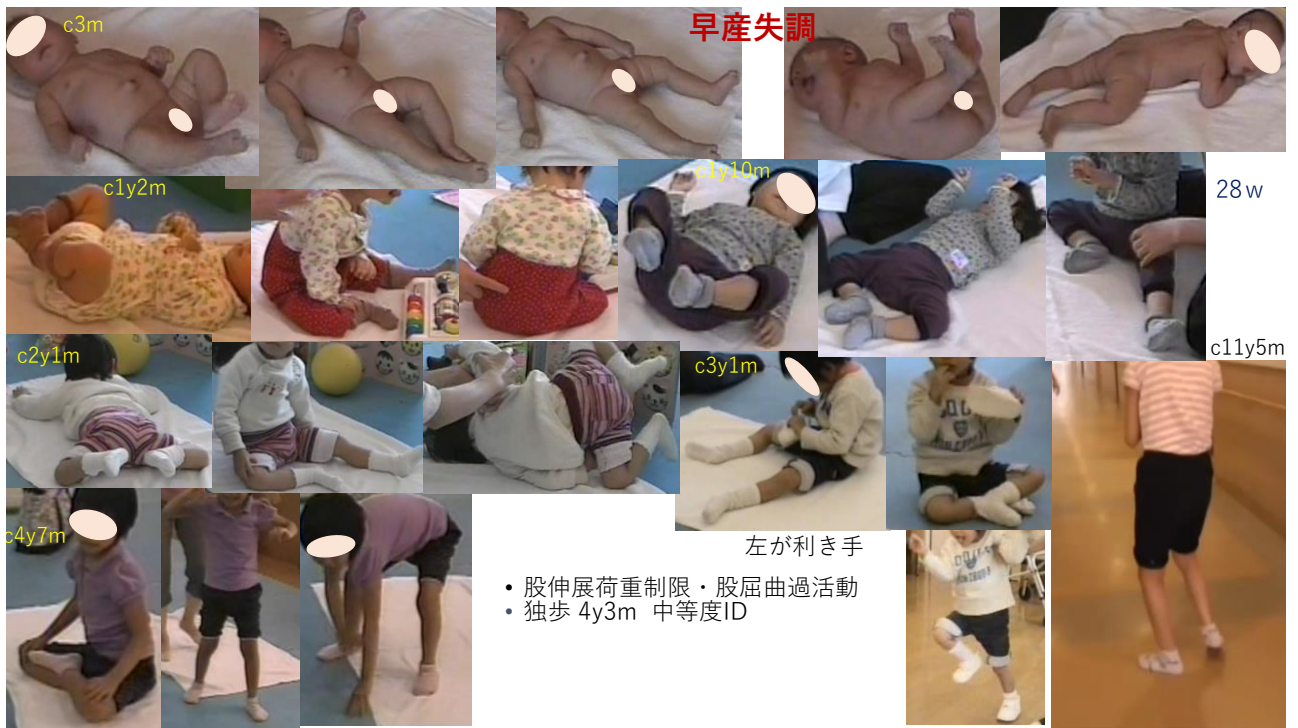 c3m
早産失調
c1y2m
c1y10m
28w
c2y1m
c3y1m
c11y5m
c4y7m
左が利き手
• 股伸展荷重制限・股屈曲過活動
• 独歩 4y3m 中等度ID